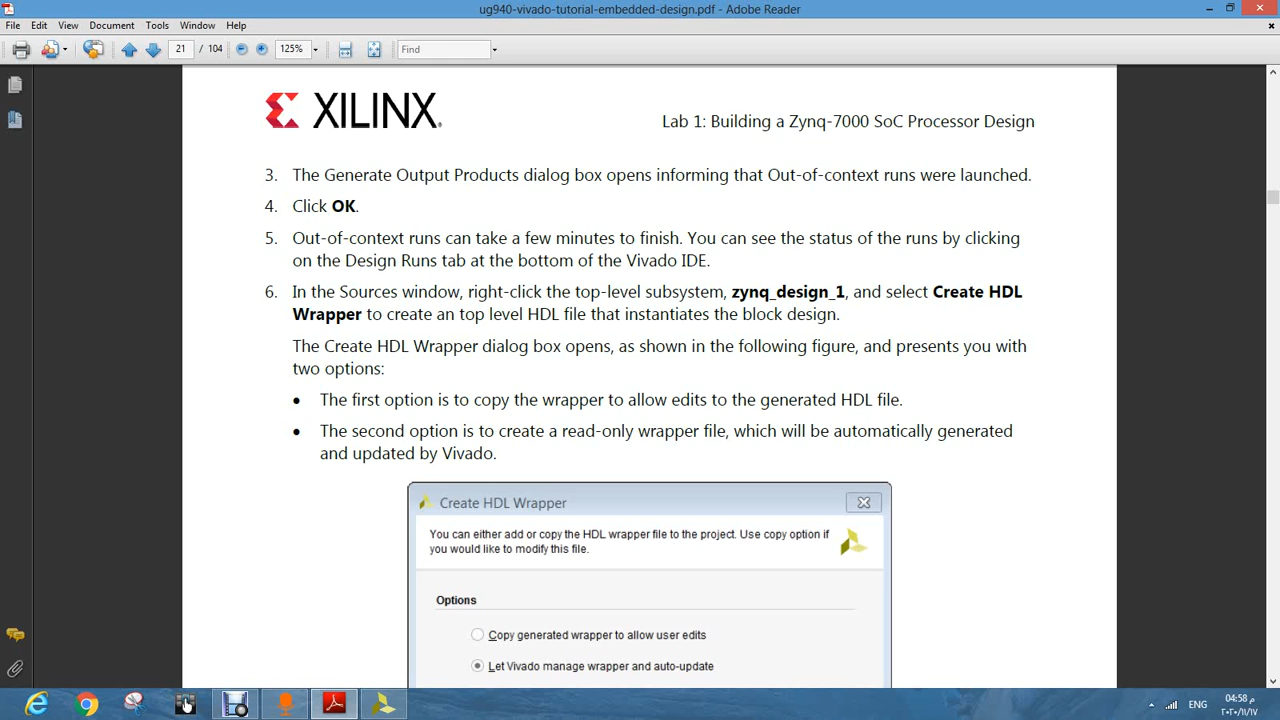 ug940-vivado-tutorial-embedded-design.pdf - Adobe Reader
File Edit View Document Tools Window Help
21 / 104 125% Find
XILINX
Lab 1: Building a Zynq-7000 SoC Processor Design
3. The Generate Output Products dialog box opens informing that Out-of-context runs were launched.
4. Click OK.
5. Out-of-context runs can take a few minutes to finish. You can see the status of the runs by clicking
on the Design Runs tab at the bottom of the Vivado IDE.
6. In the Sources window, right-click the top-level subsystem, zynq_design_1, and select Create HDL
Wrapper to create an top level HDL file that instantiates the block design.
The Create HDL Wrapper dialog box opens, as shown in the following figure, and presents you with
two options:
• The first option is to copy the wrapper to allow edits to the generated HDL file.
• The second option is to create a read-only wrapper file, which will be automatically generated
and updated by Vivado.
Create HDL Wrapper
You can either add or copy the HDL wrapper file to the project. Use copy option if
you would like to modify this file.
Options
Copy generated wrapper to allow user edits
Let Vivado manage wrapper and auto-update
ENG
04:58 م
٢٠٢٠/١١/١٧